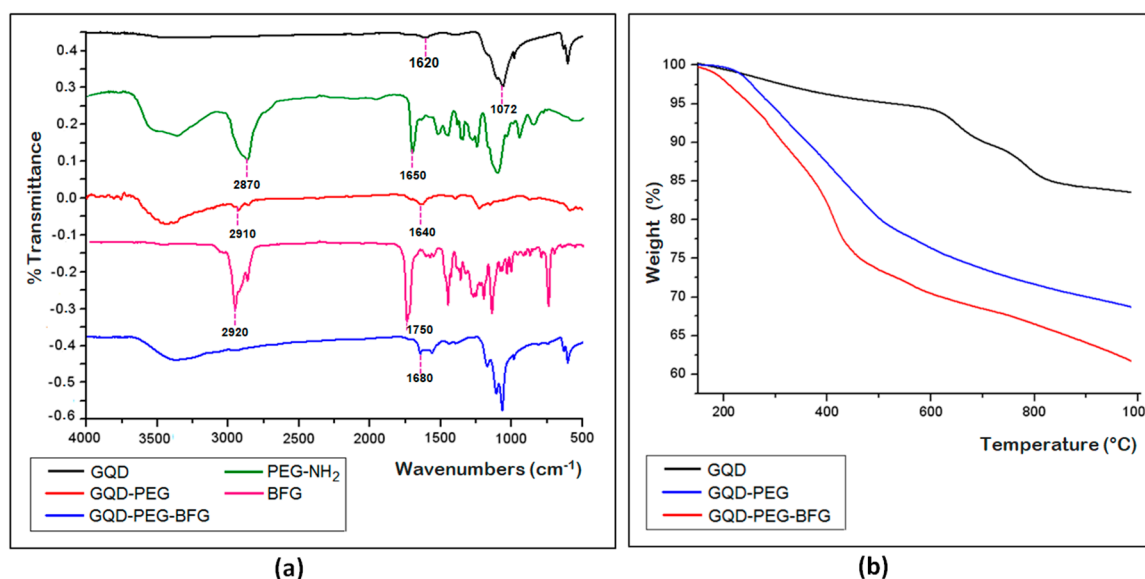 % Transmittance
0.4
0.3
0.2
0.1
0.0
-0.1
-0.2
-0.3
-0.4
-0.5
-0.6
1620
1072
2870
1650
2910
1640
2920
1750
1680
4000 3500 3000 2500 2000 1500 1000 500
Wavenumbers (cm⁻¹)
GQD PEG-NH₂
GQD-PEG BFG
GQD-PEG-BFG
(a)
Weight (%)
100
95
90
85
80
75
70
65
60
200 400 600 800 100
Temperature (°C)
GQD
GQD-PEG
GQD-PEG-BFG
(b)